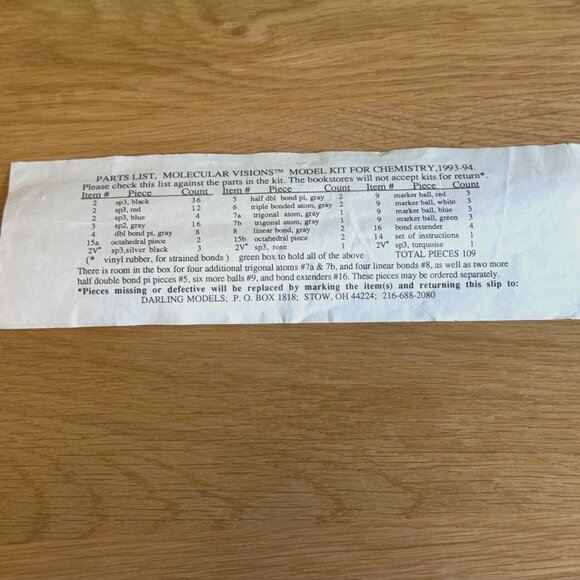 PARTS LIST, MOLECULAR VISIONS™ MODEL KIT FOR CHEMISTRY,1993-94.
Please check this list against the parts in the kit. The bookstores will not accept kits for return*.
Item # Piece Count Item # Piece Count Item # Piece Count
2 sp3, black 36 5 half dbl bond pi, gray 2 9 marker ball, red 3
2 sp3, red 12 6 triple bonded atom, gray 2 9 marker ball, white 3
2 sp3, blue 4 7a trigonal atom, gray 1 9 marker ball, blue 3
3 sp2, gray 16 7b trigonal atom, gray 1 9 marker ball, green 3
4 dbl bond pi, gray 8 8 linear bond, gray 2 16 bond extender 4
15a octahedral piece 2 15b octahedral piece 2 14 set of instructions 1
2V* sp3,silver black 3 2V* sp3, rose 1 2V* sp3, turquoise 1
(* vinyl rubber, for strained bonds ) green box to hold all of the above TOTAL PIECES 109
There is room in the box for four additional trigonal atoms #7a & 7b, and four linear bonds #8, as well as two more
half double bond pi pieces #5, six more balls #9, and bond extenders #16. These pieces may be ordered separately.
*Pieces missing or defective will be replaced by marking the item(s) and returning this slip to:
DARLING MODELS; P. O. BOX 1818; STOW, OH 44224; 216-688-2080